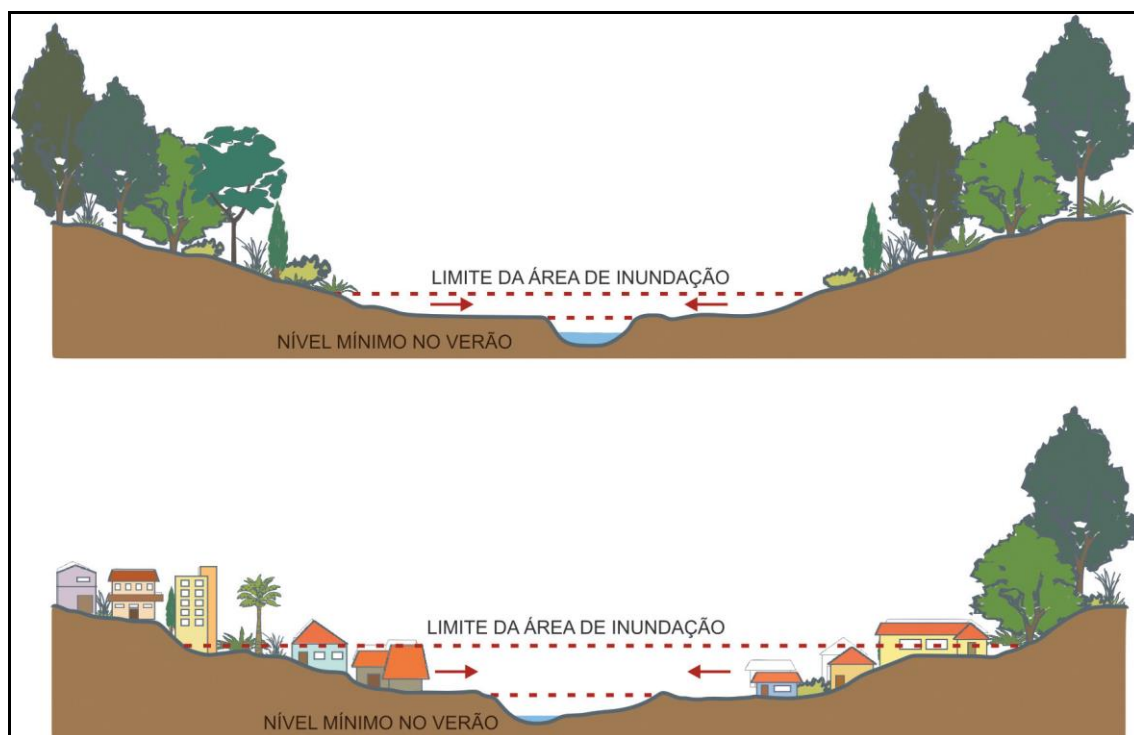 LIMITE DA ÁREA DE INUNDAÇÃO
NÍVEL MÍNIMO NO VERÃO
LIMITE DA ÁREA DE INUNDAÇÃO
NÍVEL MÍNIMO NO VERÃO